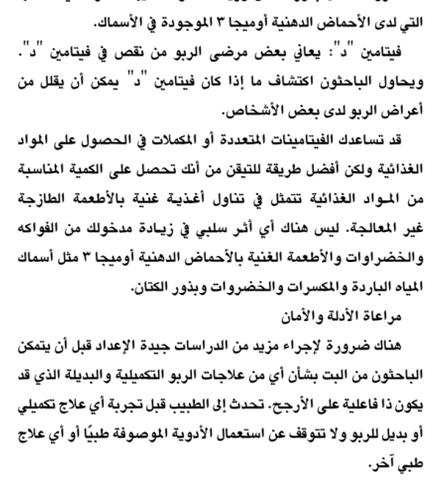 التي لدى الأحماض الدهنية أوميجا ٣ الموجودة في الأسماك.
فيتامين "د": يعاني بعض مرضى الربو من نقص في فيتامين "د".
ويحاول الباحثون اكتشاف ما إذا كان فيتامين "د" يمكن أن يقلل من
أعراض الربو لدى بعض الأشخاص.
قد تساعدك الفيتامينات المتعددة أو المكملات في الحصول على المواد
الغذائية ولكن أفضل طريقة للتيقن من أنك تحصل على الكمية المناسبة
من المواد الغذائية تتمثل في تناول أغذية غنية بالأطعمة الطازجة
غير المعالجة. ليس هناك أي أثر سلبي في زيادة مدخولك من الفواكه
والخضراوات والأطعمة الغنية بالأحماض الدهنية أوميجا ٣ مثل أسماك
المياه الباردة والمكسرات والخضروات وبذور الكتان.
مراعاة الأدلة والأمان
هناك ضرورة لإجراء مزيد من الدراسات جيدة الإعداد قبل أن يتمكن
الباحثون من البت بشأن أي من علاجات الربو التكميلية والبديلة الذي قد
يكون ذا فاعلية على الأرجح. تحدث إلى الطبيب قبل تجربة أي علاج تكميلي
أو بديل للربو ولا تتوقف عن استعمال الأدوية الموصوفة طبيًا أو أي علاج
طبي آخر.